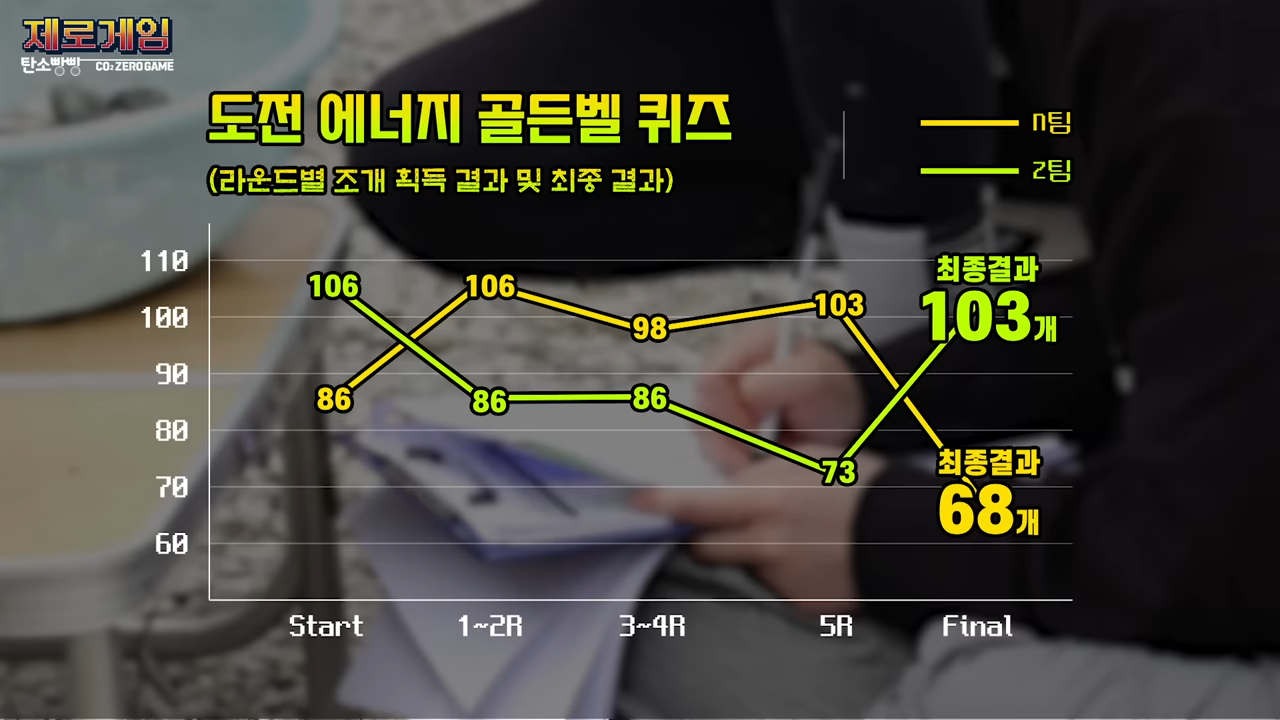 제로게임
탄소빵빵 CO₂ ZERO GAME
도전 에너지 골든벨 퀴즈
(라운드별 조개 획득 결과 및 최종 결과)
n팀
Z팀
110
100
90
80
70
60
106
106
98
103
최종결과
103개
86
86
86
73
최종결과
68개
Start 1~2R 3~4R 5R Final